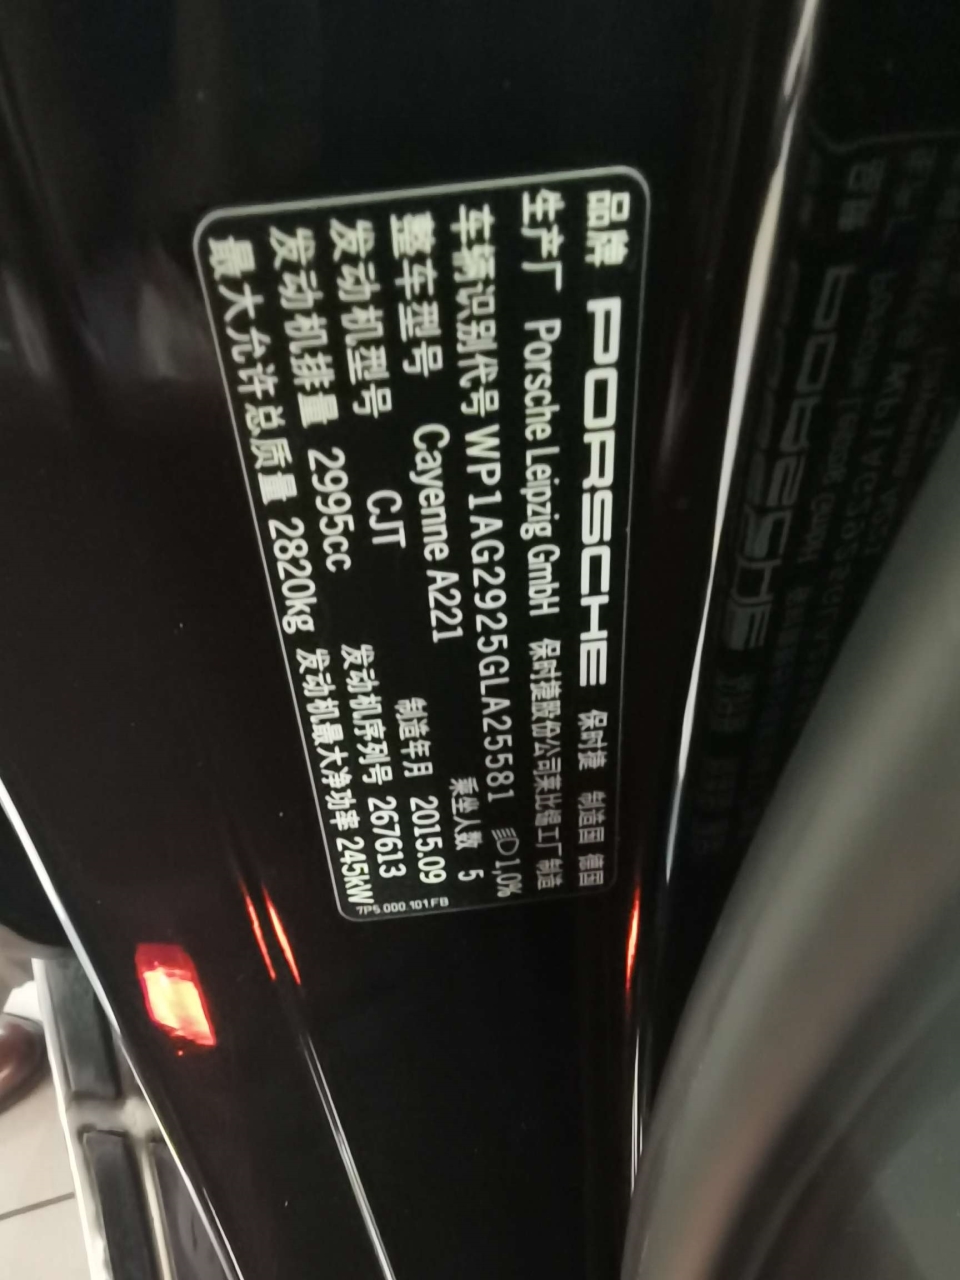 品牌 PORSCHE 保时捷 制造国 德国
生产厂 Porsche Leipzig GmbH 保时捷股份公司莱比锡工厂制造
车辆识别代号 WP1AG2925GLA25581 1,0%
整车型号 Cayenne A221 乘坐人数 5
发动机型号 CJT 制造年月 2015.09
发动机排量 2995cc 发动机序列号 267613
最大允许总质量 2820kg 发动机最大净功率 245kW
7P5.000.101.FB